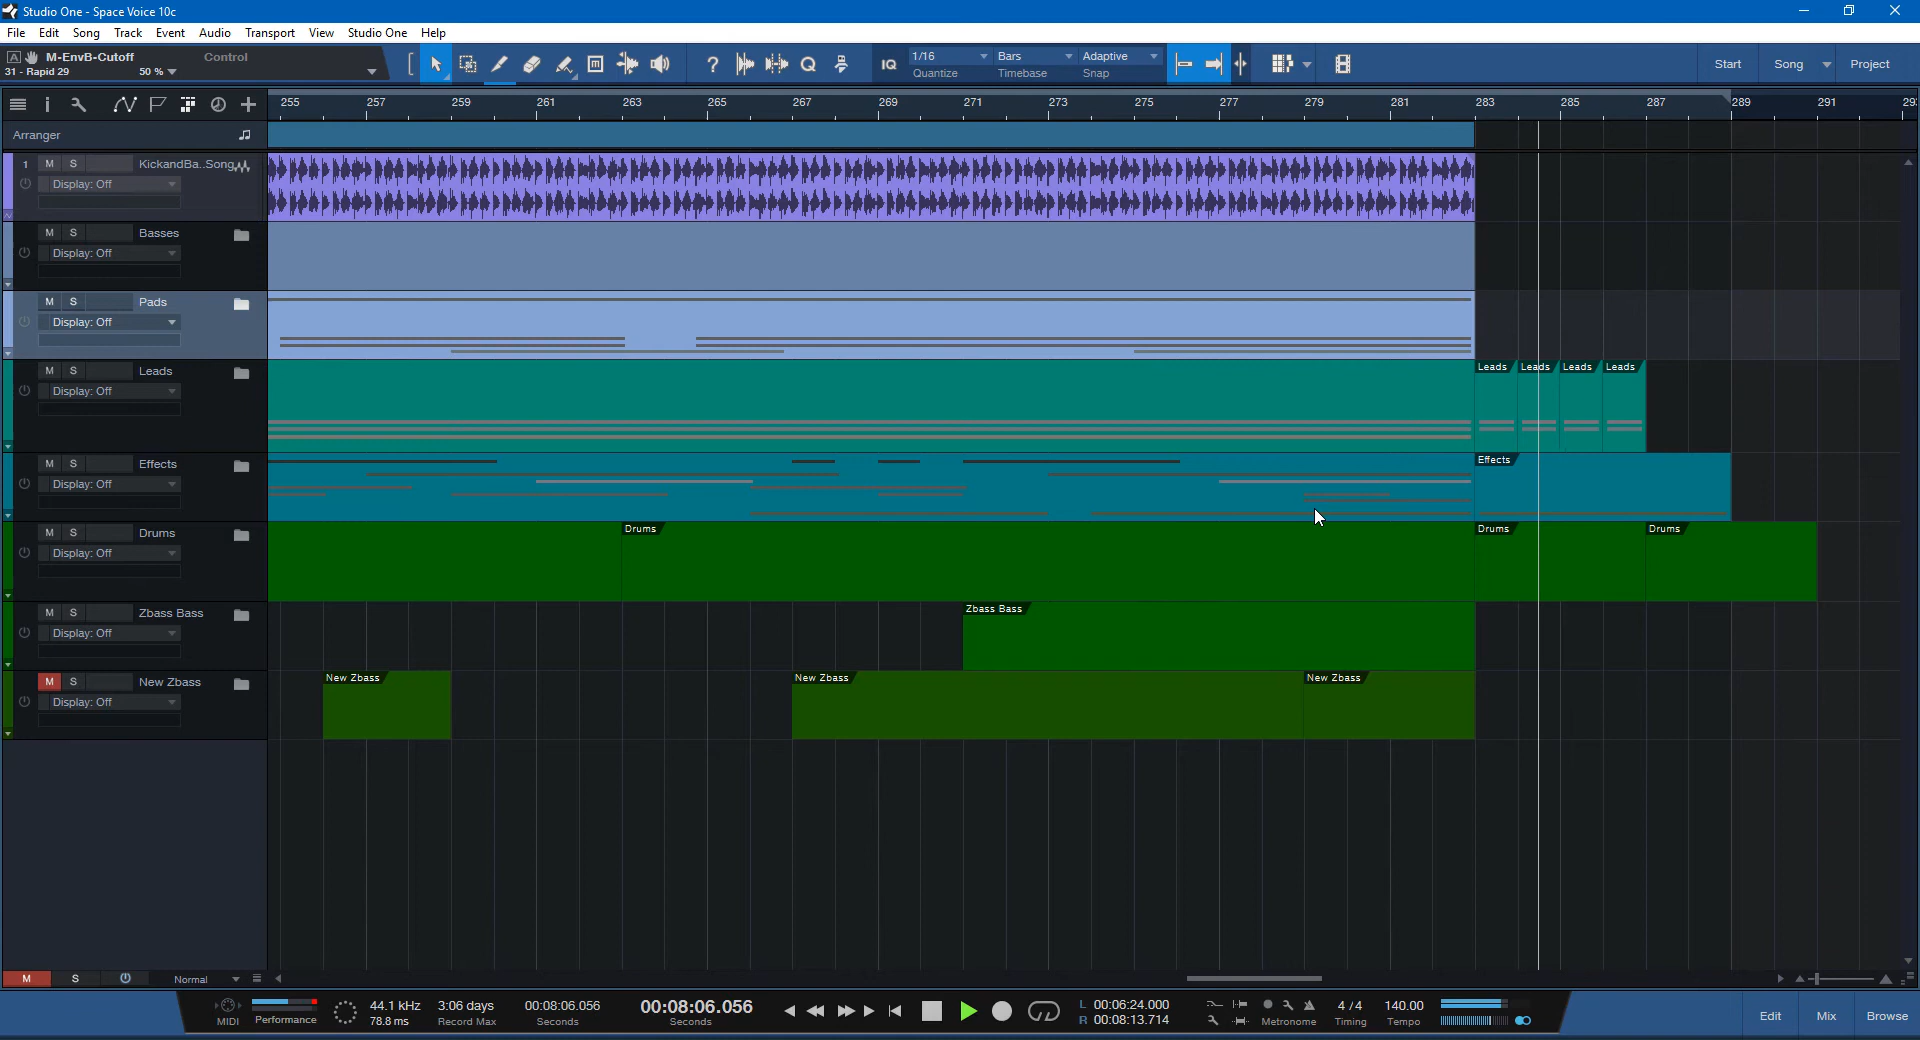 Studio One - Space Voice 10c
File Edit Song Track Event Audio Transport View Studio One Help
A M-EnvB-Cutoff Control
31 - Rapid 29 50 %
IQ 1/16 Bars Adaptive
Quantize Timebase Snap
Start Song Project
255 257 259 261 263 265 267 269 271 273 275 277 279 281 283 285 287 289 291 293
Arranger
1 M S KickandBa..Song
Display: Off
M S Basses
Display: Off
M S Pads
Display: Off
M S Leads
Display: Off
Leads Leads Leads Leads
M S Effects
Display: Off
Effects
M S Drums
Display: Off
Drums Drums Drums
M S Zbass Bass
Display: Off
Zbass Bass
M S New Zbass
Display: Off
New Zbass New Zbass New Zbass
M S Normal
MIDI Performance
44.1 kHz 3:06 days 00:08:06.056 00:08:06.056
78.8 ms Record Max Seconds Seconds
L 00:06:24.000
R 00:08:13.714
Metronome
4 / 4 140.00
Timing Tempo
Edit Mix Browse